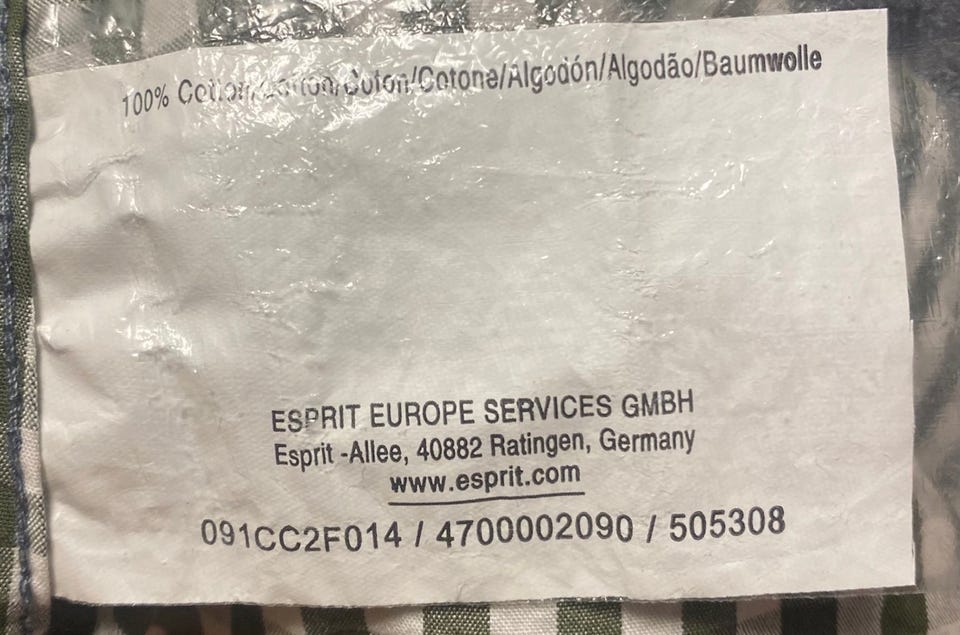 100% Cotton/Cotton/Coton/Cotone/Algodón/Algodão/Baumwolle
ESPRIT EUROPE SERVICES GMBH
Esprit -Allee, 40882 Ratingen, Germany
www.esprit.com
091CC2F014 / 4700002090 / 505308